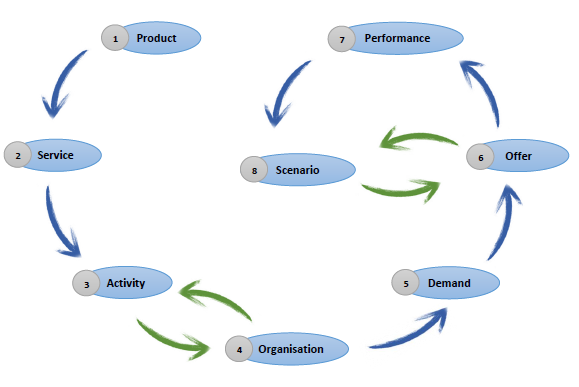 1 Product
2 Service
3 Activity
4 Organisation
5 Demand
6 Offer
7 Performance
8 Scenario